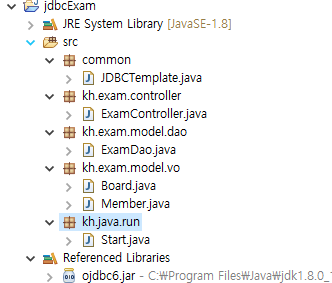 jdbcExam
JRE System Library [JavaSE-1.8]
src
common
JDBCTemplate.java
kh.exam.controller
ExamController.java
kh.exam.model.dao
ExamDao.java
kh.exam.model.vo
Board.java
Member.java
kh.java.run
Start.java
Referenced Libraries
ojdbc6.jar - C:₩Program Files₩Java₩jdk1.8.0_